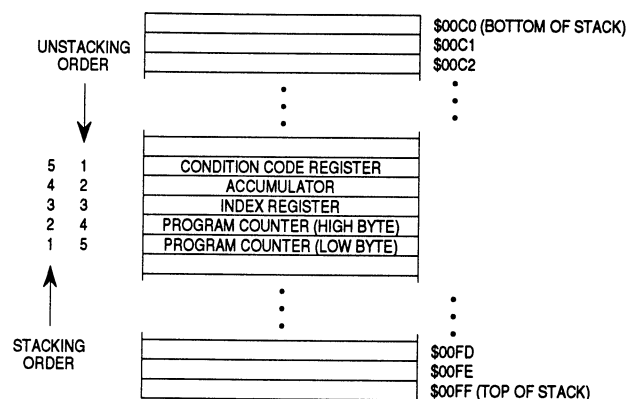 $00C0 (BOTTOM OF STACK)
UNSTACKING
ORDER
$00C1
$00C2
5 1 CONDITION CODE REGISTER
4 2 ACCUMULATOR
3 3 INDEX REGISTER
2 4 PROGRAM COUNTER (HIGH BYTE)
1 5 PROGRAM COUNTER (LOW BYTE)
STACKING
ORDER
$00FD
$00FE
$00FF (TOP OF STACK)